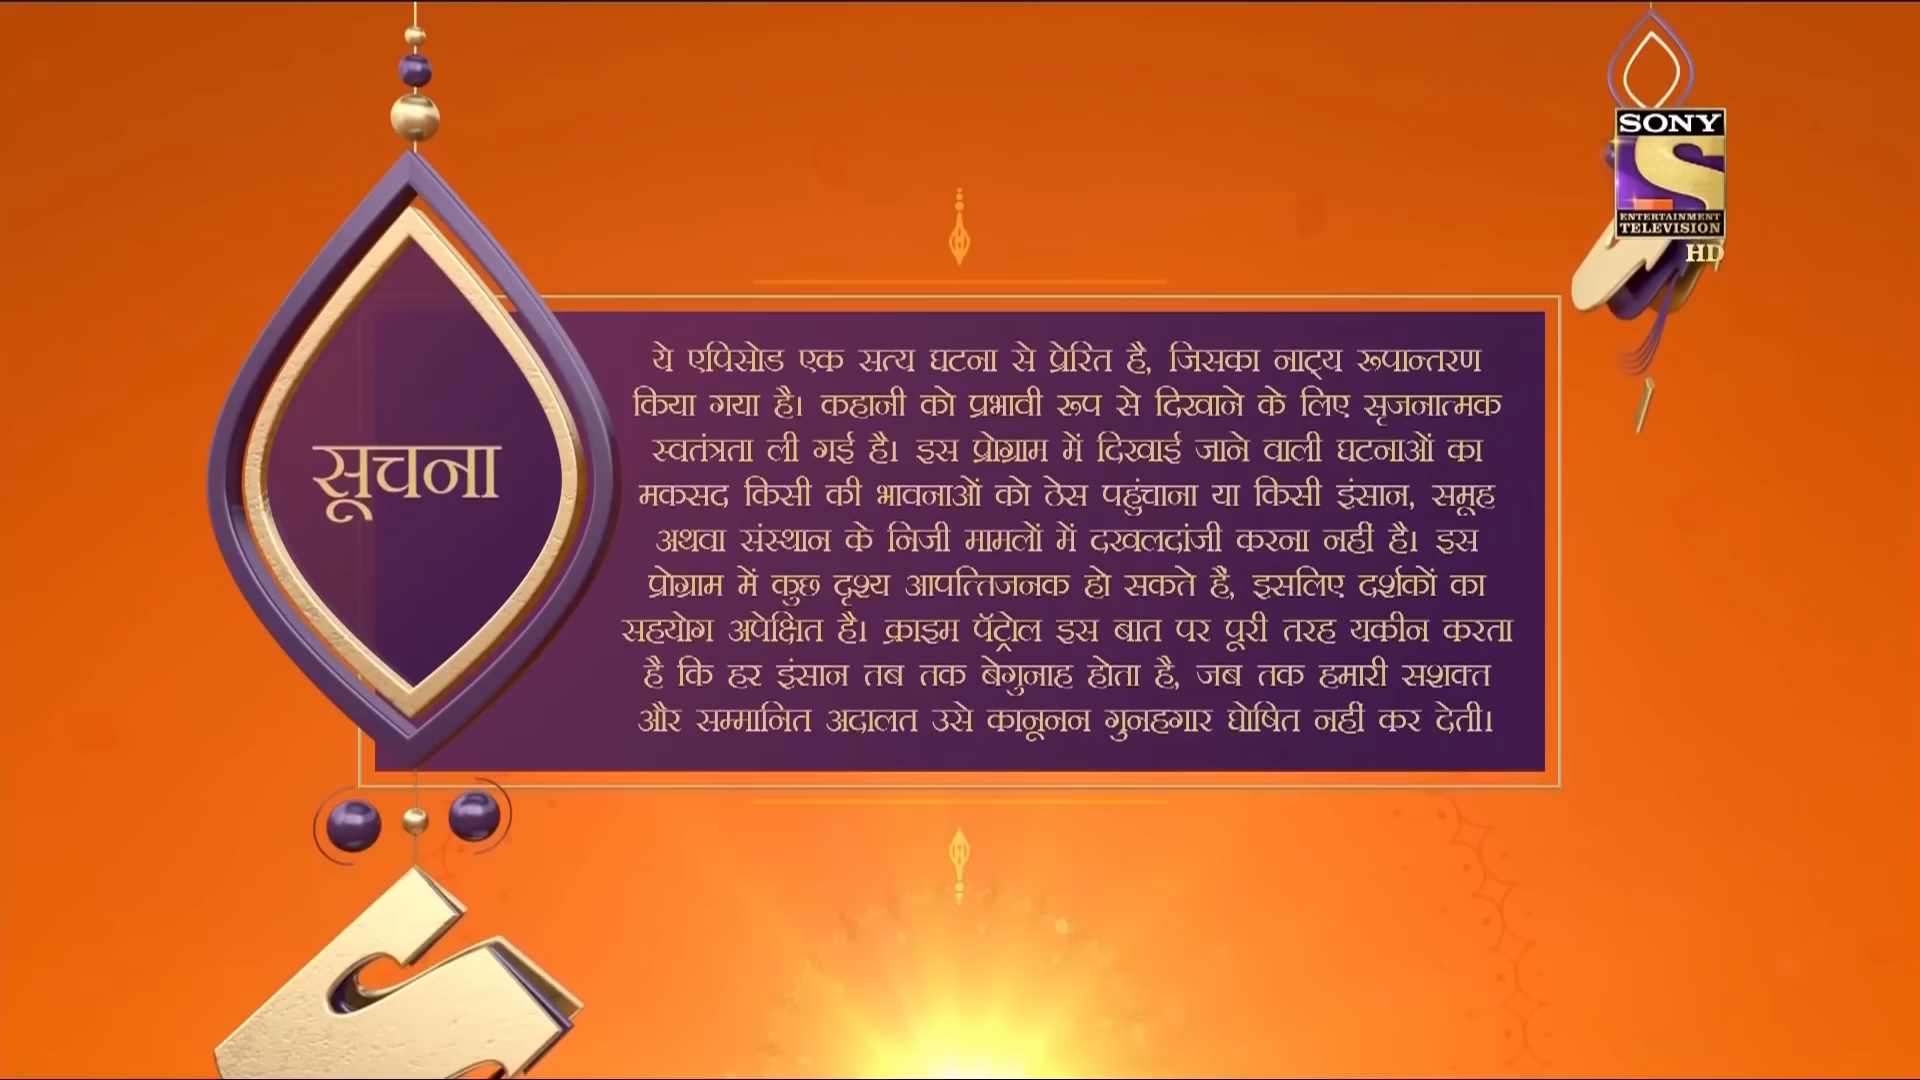 सूचना
ये एपिसोड एक सत्य घटना से प्रेरित है, जिसका नाट्य रूपान्तरण
किया गया है। कहानी को प्रभावी रूप से दिखाने के लिए सृजनात्मक
स्वतंत्रता ली गई है। इस प्रोग्राम में दिखाई जाने वाली घटनाओं का
मकसद किसी की भावनाओं को ठेस पहुंचाना या किसी इंसान, समूह
अथवा संस्थान के निजी मामलों में दखलदांजी करना नहीं है। इस
प्रोग्राम में कुछ दृश्य आपत्तिजनक हो सकते हैं, इसलिए दर्शकों का
सहयोग अपेक्षित है। क्राइम पॅट्रोल इस बात पर पूरी तरह यकीन करता
है कि हर इंसान तब तक बेगुनाह होता है, जब तक हमारी सशक्त
और सम्मानित अदालत उसे कानूनन गुनहगार घोषित नहीं कर देती।
SONY
ENTERTAINMENT
TELEVISION
HD